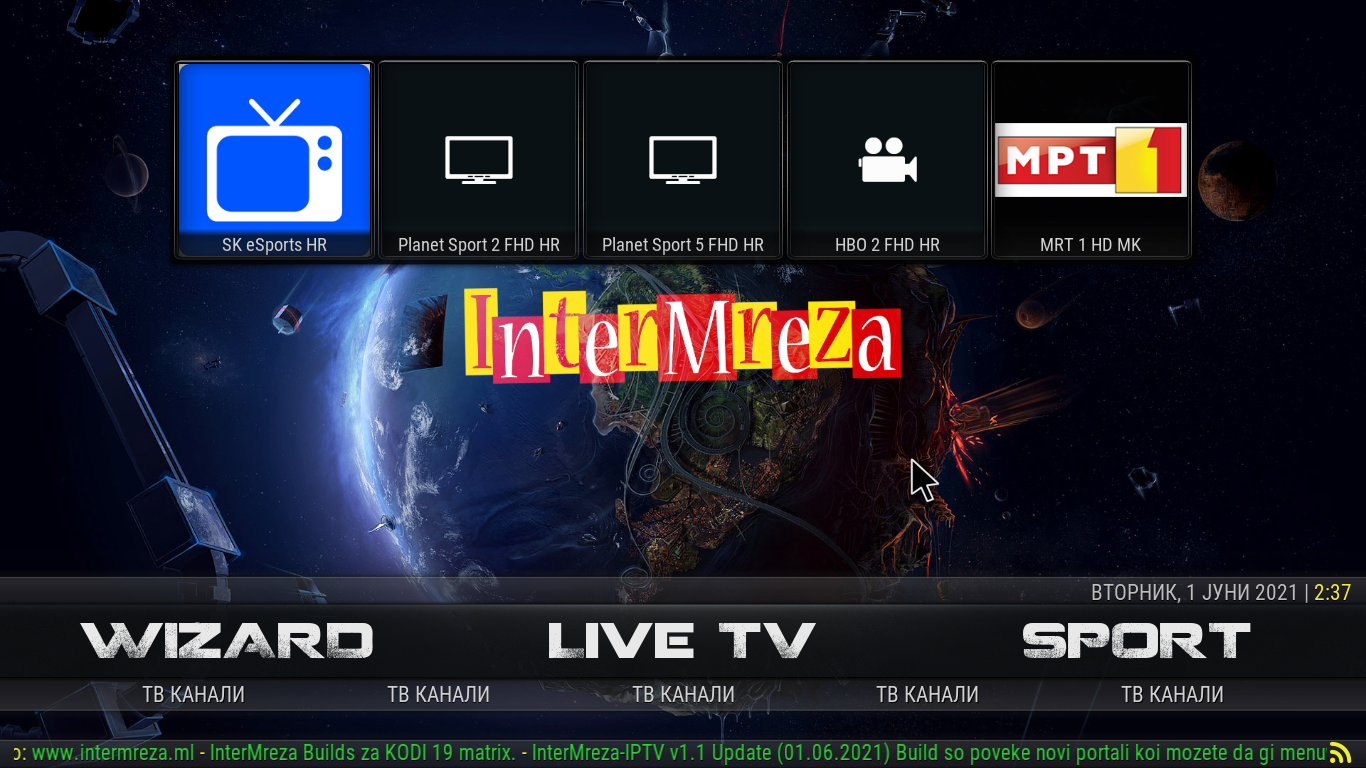 SK eSports HR
Planet Sport 2 FHD HR
Planet Sport 5 FHD HR
HBO 2 FHD HR
МРТ 1
MRT 1 HD MK
InterMreza
ВТОРНИК, 1 ЈУНИ 2021 | 2:37
WIZARD LIVE TV SPORT
ТВ КАНАЛИ ТВ КАНАЛИ ТВ КАНАЛИ ТВ КАНАЛИ ТВ КАНАЛИ
o: www.intermreza.ml - InterMreza Builds za KODI 19 matrix. - InterMreza-IPTV v1.1 Update (01.06.2021) Build so poveke novi portali koi mozete da gi menu